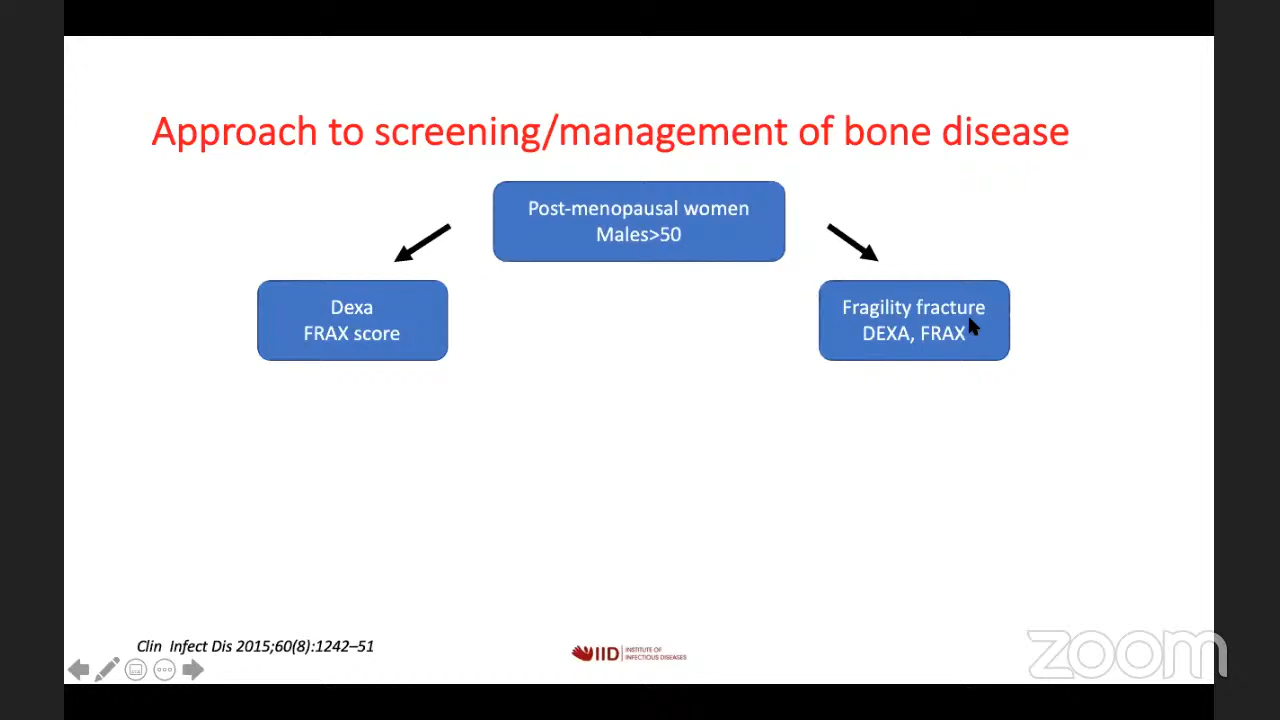 Approach to screening/management of bone disease
Post-menopausal women
Males>50
Dexa
FRAX score
Fragility fracture
DEXA, FRAX
Clin  Infect Dis 2015;60(8):1242–51
IID
INSTITUTE OF
INFECTIOUS DISEASES
zoom